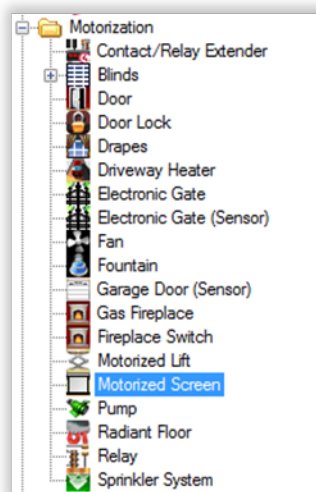 Motorization
Contact/Relay Extender
Blinds
Door
Door Lock
Drapes
Driveway Heater
Electronic Gate
Electronic Gate (Sensor)
Fan
Fountain
Garage Door (Sensor)
Gas Fireplace
Fireplace Switch
Motorized Lift
Motorized Screen
Pump
Radiant Floor
Relay
Sprinkler System